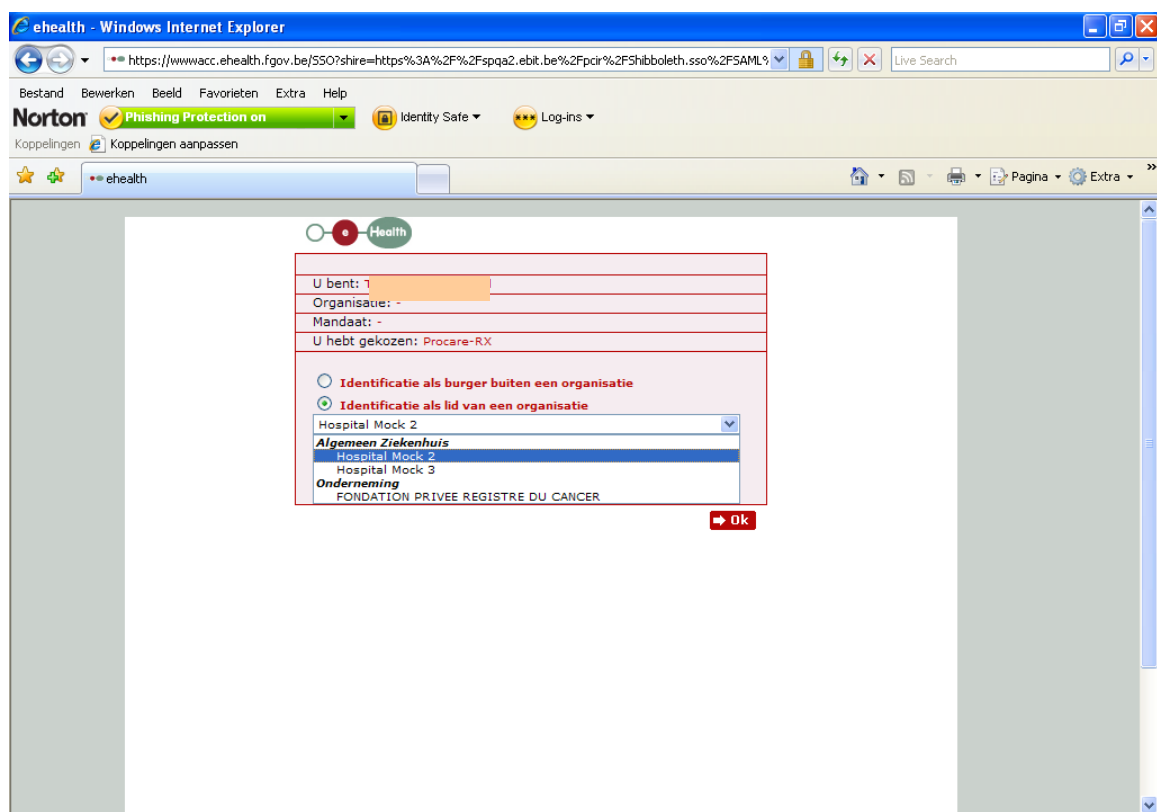 ehealth - Windows Internet Explorer
https://wwwacc.ehealth.fgov.be/SSO?shire=https%3A%2F%2Fspqa2.ebit.be%2Fpcir%2FShibboleth.sso%2FSAML%
Live Search
Bestand Bewerken Beeld Favorieten Extra Help
Norton Phishing Protection on Identity Safe Log-ins
Koppelingen Koppelingen aanpassen
ehealth Pagina Extra »
e Health
U bent:
Organisatie: -
Mandaat: -
U hebt gekozen: Procare-RX
Identificatie als burger buiten een organisatie
Identificatie als lid van een organisatie
Hospital Mock 2
Algemeen Ziekenhuis
Hospital Mock 2
Hospital Mock 3
Onderneming
FONDATION PRIVEE REGISTRE DU CANCER
Ok